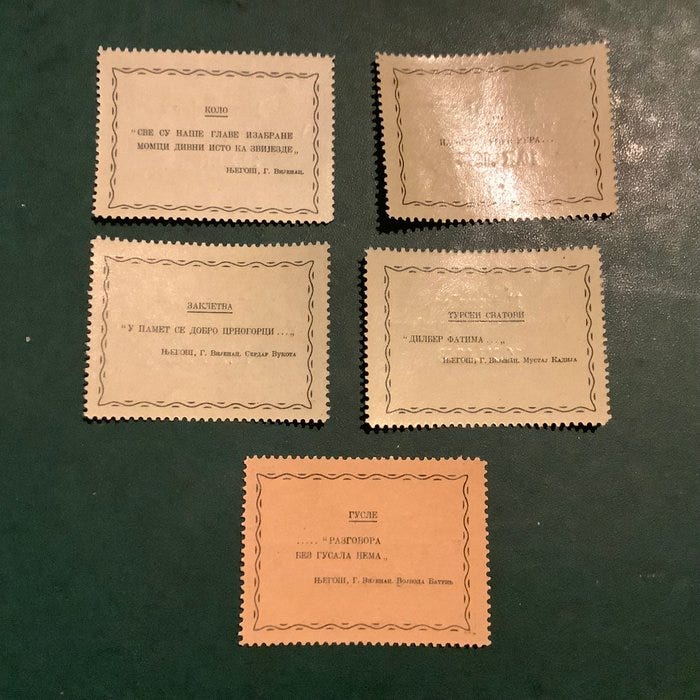 КОЛО
"СВЕ СУ НАШЕ ГЛАВЕ ИЗАБРАНЕ
МОМЦИ ДИВНИ ИСТО КА ЗВИЈЕЗДЕ„
ЊЕГОШ, Г. Вијенац.
ЗАКЛЕТВА
"У ПАМЕТ СЕ ДОБРО ЦРНОГОРЦИ ...„
ЊЕГОШ, Г. Вијенац. Сердар Вукота
ТУРСКИ СВАТОВИ
"ДИЛБЕР ФАТИМА ...„
ЊЕГОШ, Г. Вијенац, Мустај Кадија
ГУСЛЕ
..... "РАЗГОВОРА
БЕЗ ГУСАЛА НЕМА„
ЊЕГОШ, Г. Вијенац. Војвода Батрић